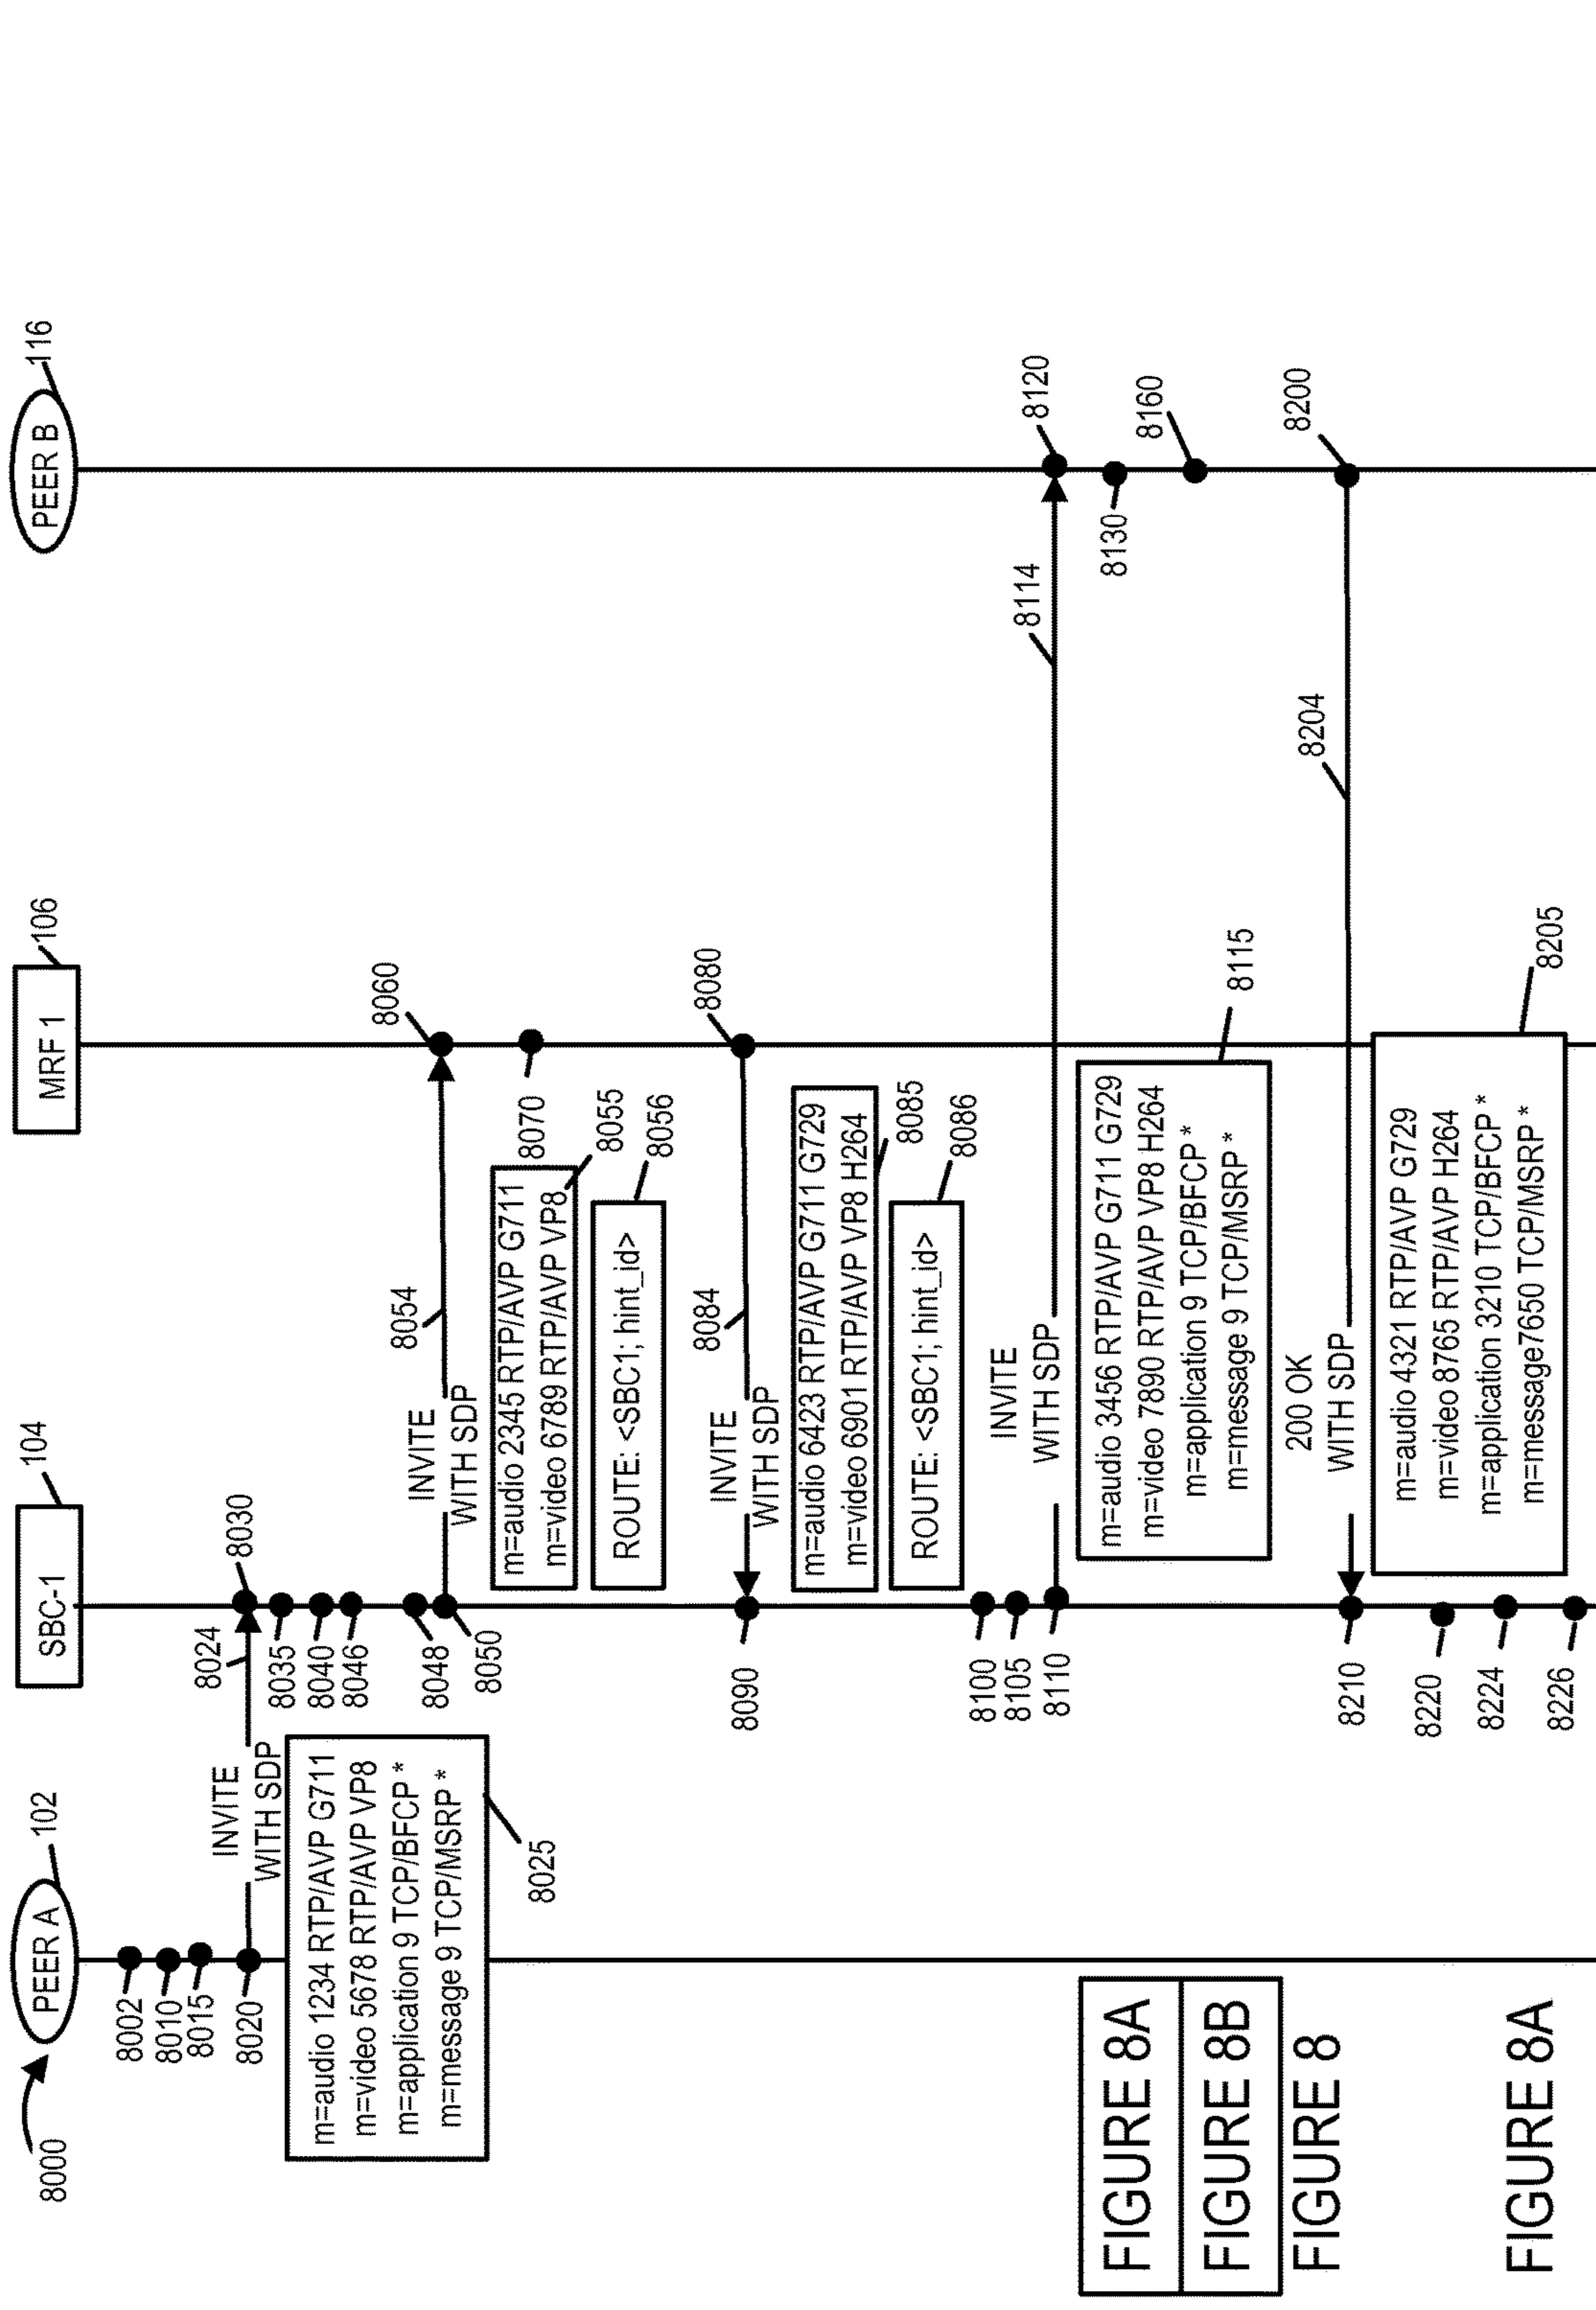 8000
PEER A
102
SBC-1
104
MRF 1
106
PEER B
116
8002
8010
8015
8020
INVITE
WITH SDP
8024
8030
m=audio 1234 RTP/AVP G711
m=video 5678 RTP/AVP VP8
m=application 9 TCP/BFCP *
m=message 9 TCP/MSRP *
8025
8035
8040
8046
8048
8050
INVITE
WITH SDP
8054
8060
8070
m=audio 2345 RTP/AVP G711
m=video 6789 RTP/AVP VP8
8055
ROUTE: <SBC1; hint_id>
8056
8080
8084
INVITE
WITH SDP
8090
m=audio 6423 RTP/AVP G711 G729
m=video 6901 RTP/AVP VP8 H264
8085
ROUTE: <SBC1; hint_id>
8086
8100
8105
8110
INVITE
WITH SDP
8114
8120
8130
8160
m=audio 3456 RTP/AVP G711 G729
m=video 7890 RTP/AVP VP8 H264
m=application 9 TCP/BFCP *
m=message 9 TCP/MSRP *
8115
8200
8204
200 OK
WITH SDP
8210
m=audio 4321 RTP/AVP G729
m=video 8765 RTP/AVP H264
m=application 3210 TCP/BFCP *
m=message7650 TCP/MSRP *
8205
8220
8224
8226
FIGURE 8A
FIGURE 8B
FIGURE 8
FIGURE 8A